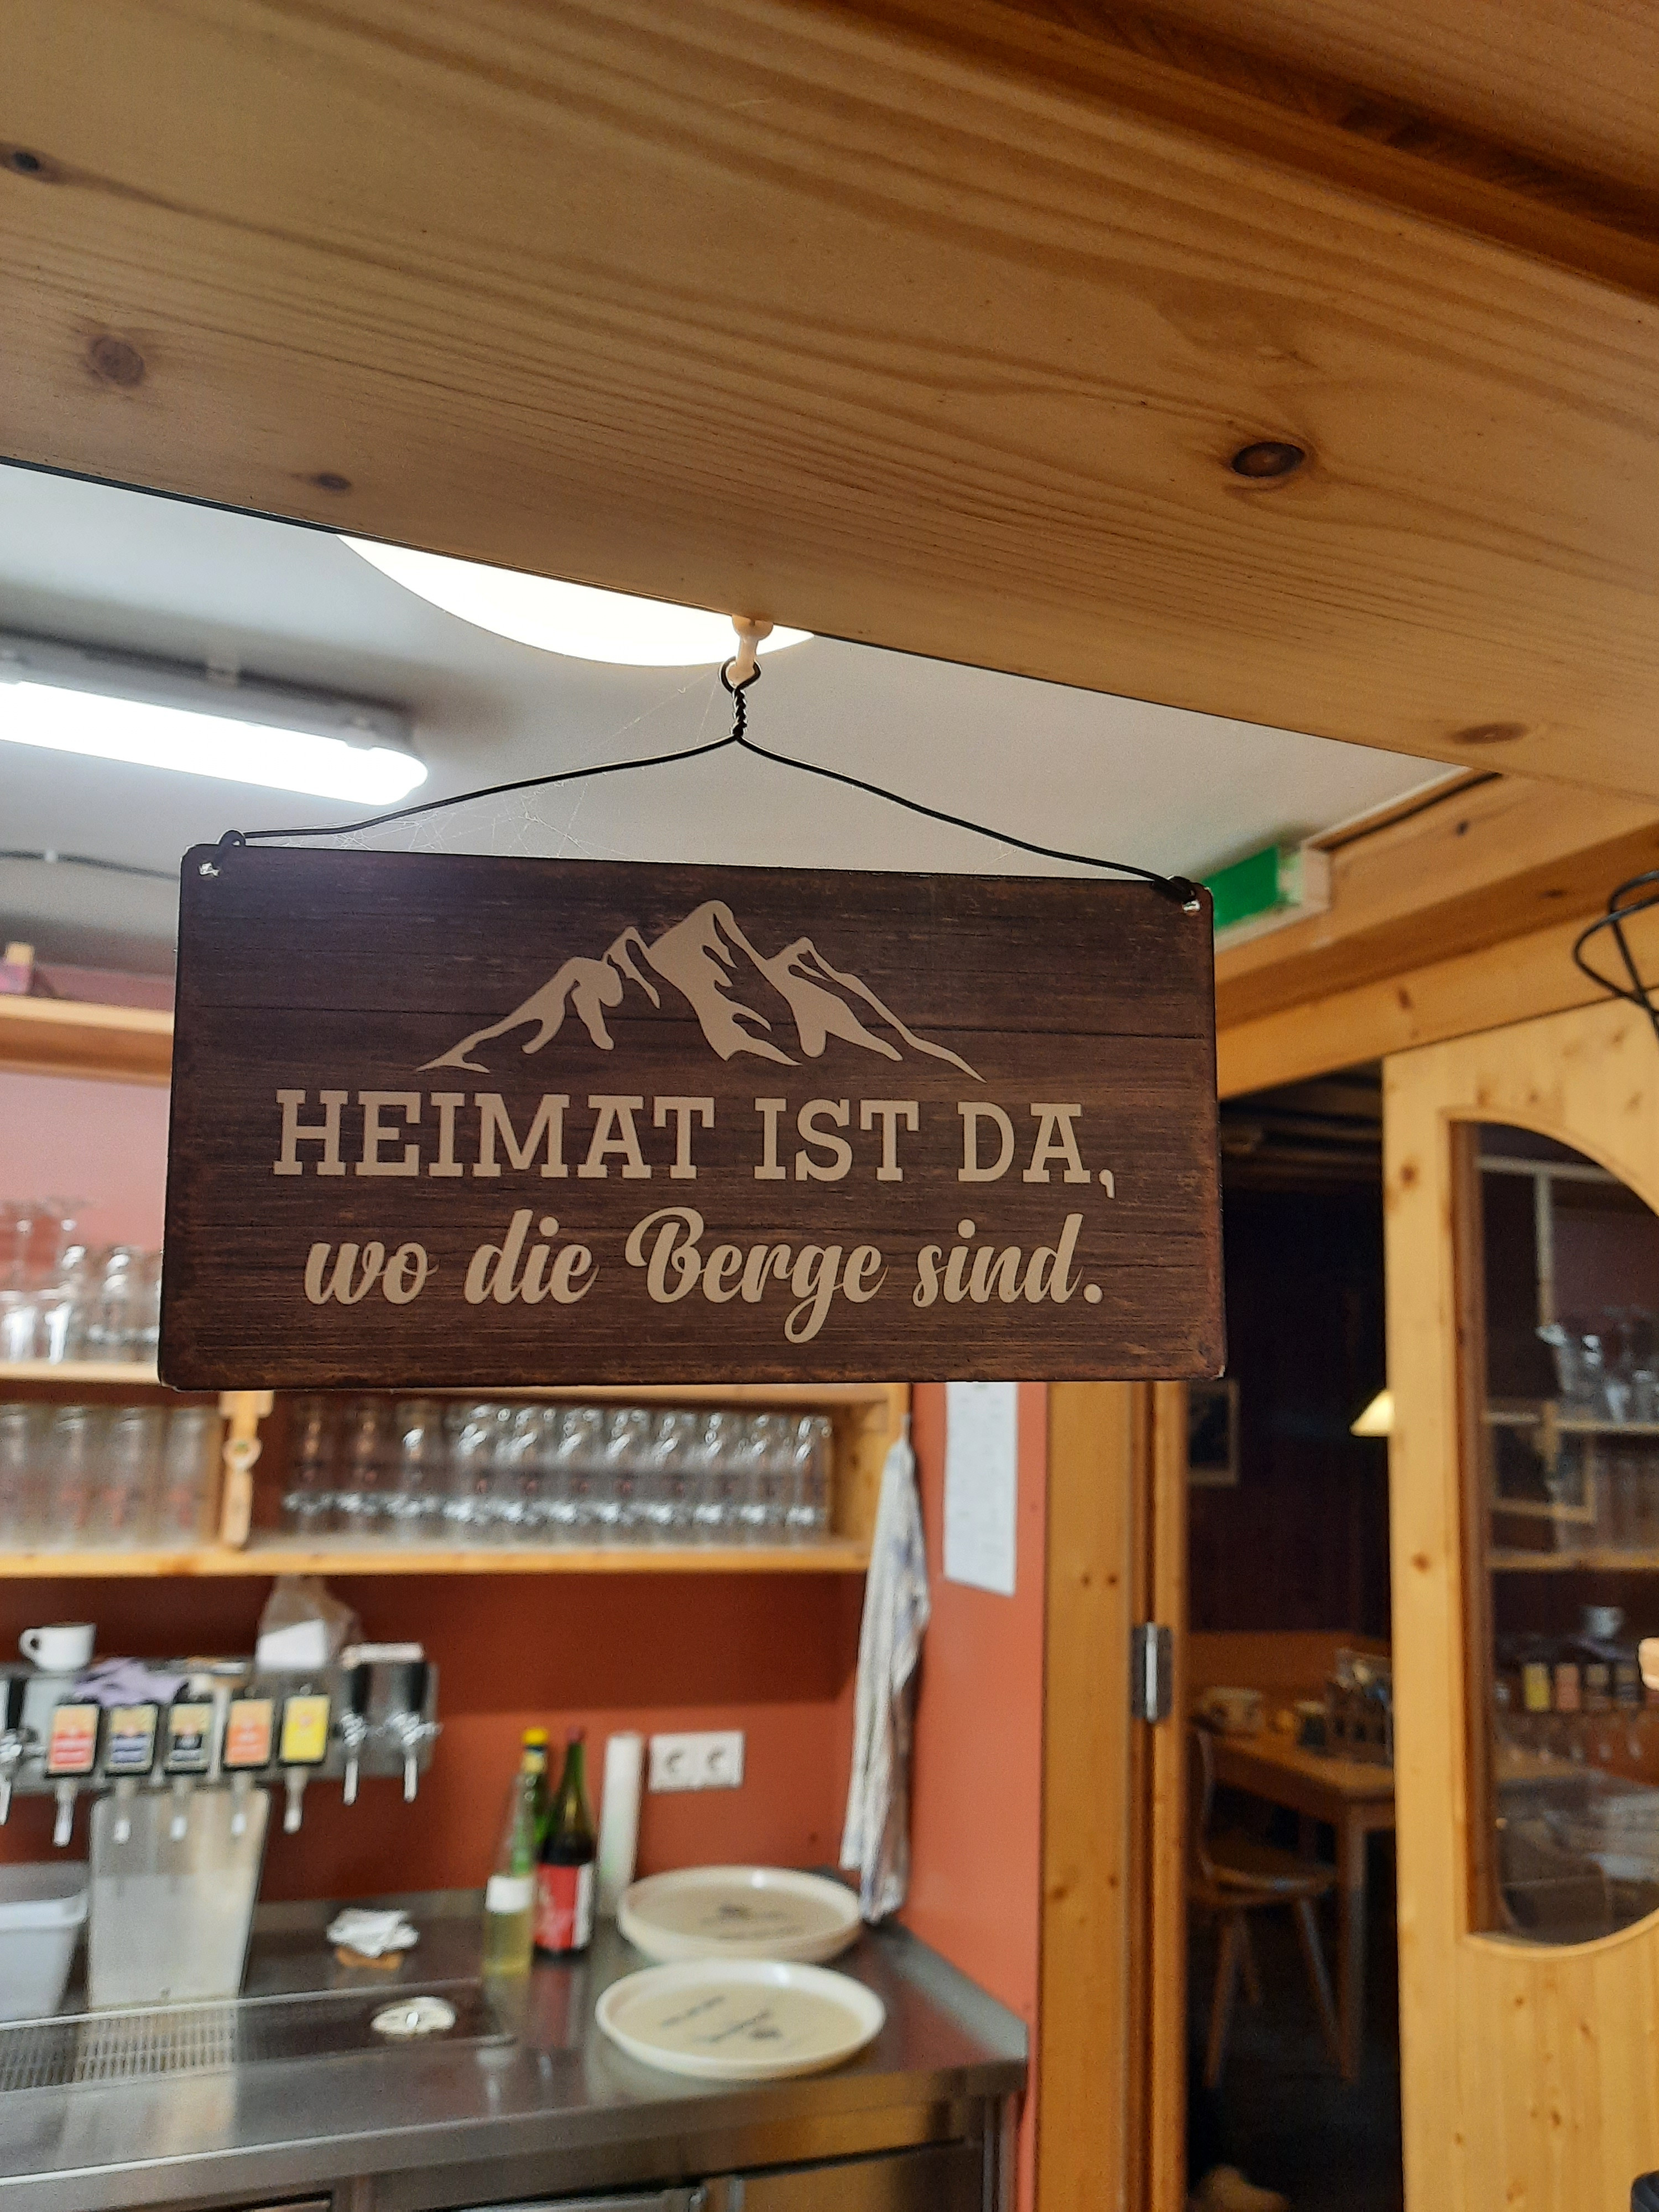 HEIMAT IST DA,
wo die Berge sind.